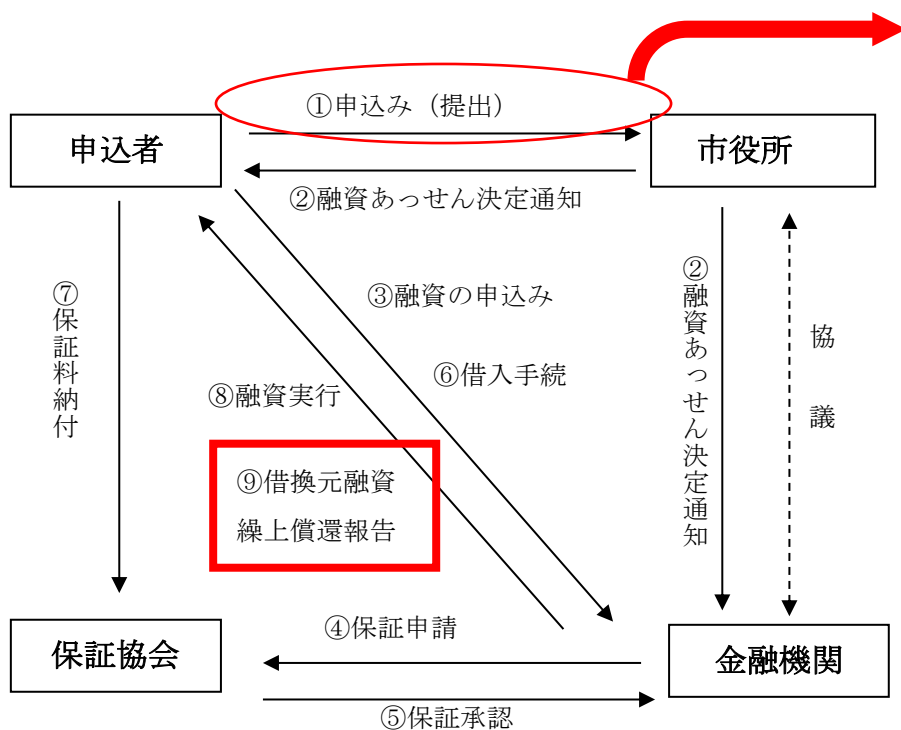 ①申込み（提出）
申込者
市役所
②融資あっせん決定通知
③融資の申込み
②融資あっせん決定通知
協議
⑦保証料納付
⑥借入手続
⑧融資実行
⑨借換元融資
繰上償還報告
④保証申請
保証協会
金融機関
⑤保証承認